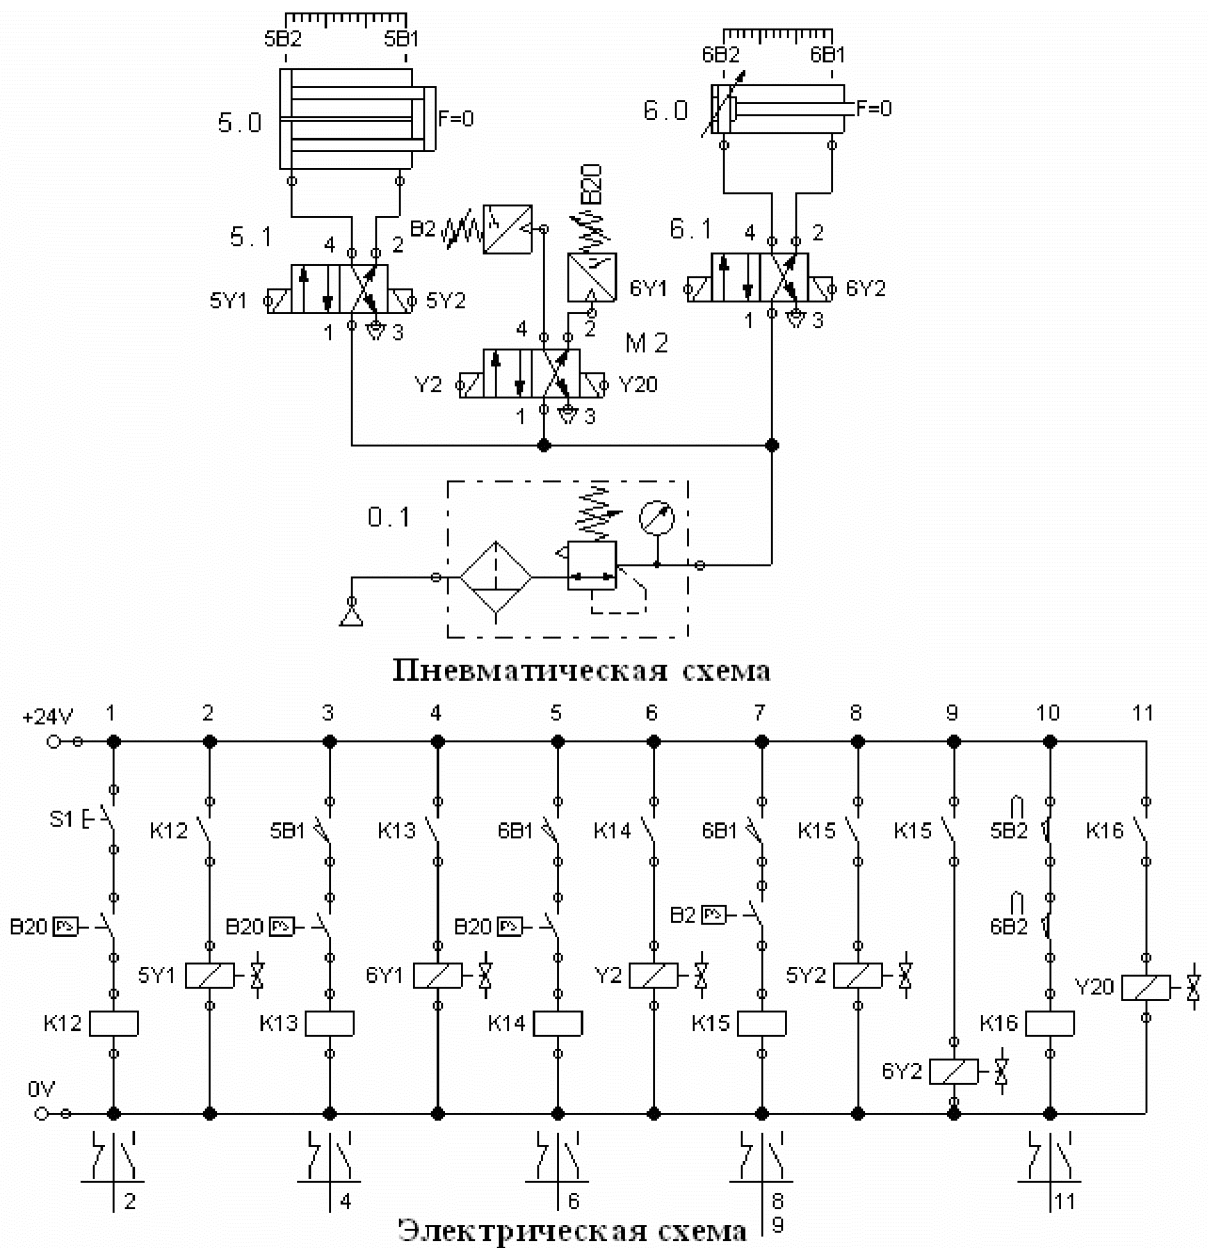 5B2 5B1
6B2 6B1
5.0 F=0
6.0 F=0
B20
B2
5.1 4 2
6.1 4 2
5Y1 5Y2
6Y1 6Y2
1 3
1 3
4 2
M2
Y2 Y20
1 3
0.1
Пневматическая схема
+24V 1 2 3 4 5 6 7 8 9 10 11
S1 K12 5B1 K13 6B1 K14 6B1 K15 K15 5B2 K16
B20 B20 B20 B2 6B2
5Y1 6Y1 Y2 5Y2 Y20
K12 K13 K14 K15 K16
6Y2
0V
2 4 6 8 11
9
Электрическая схема